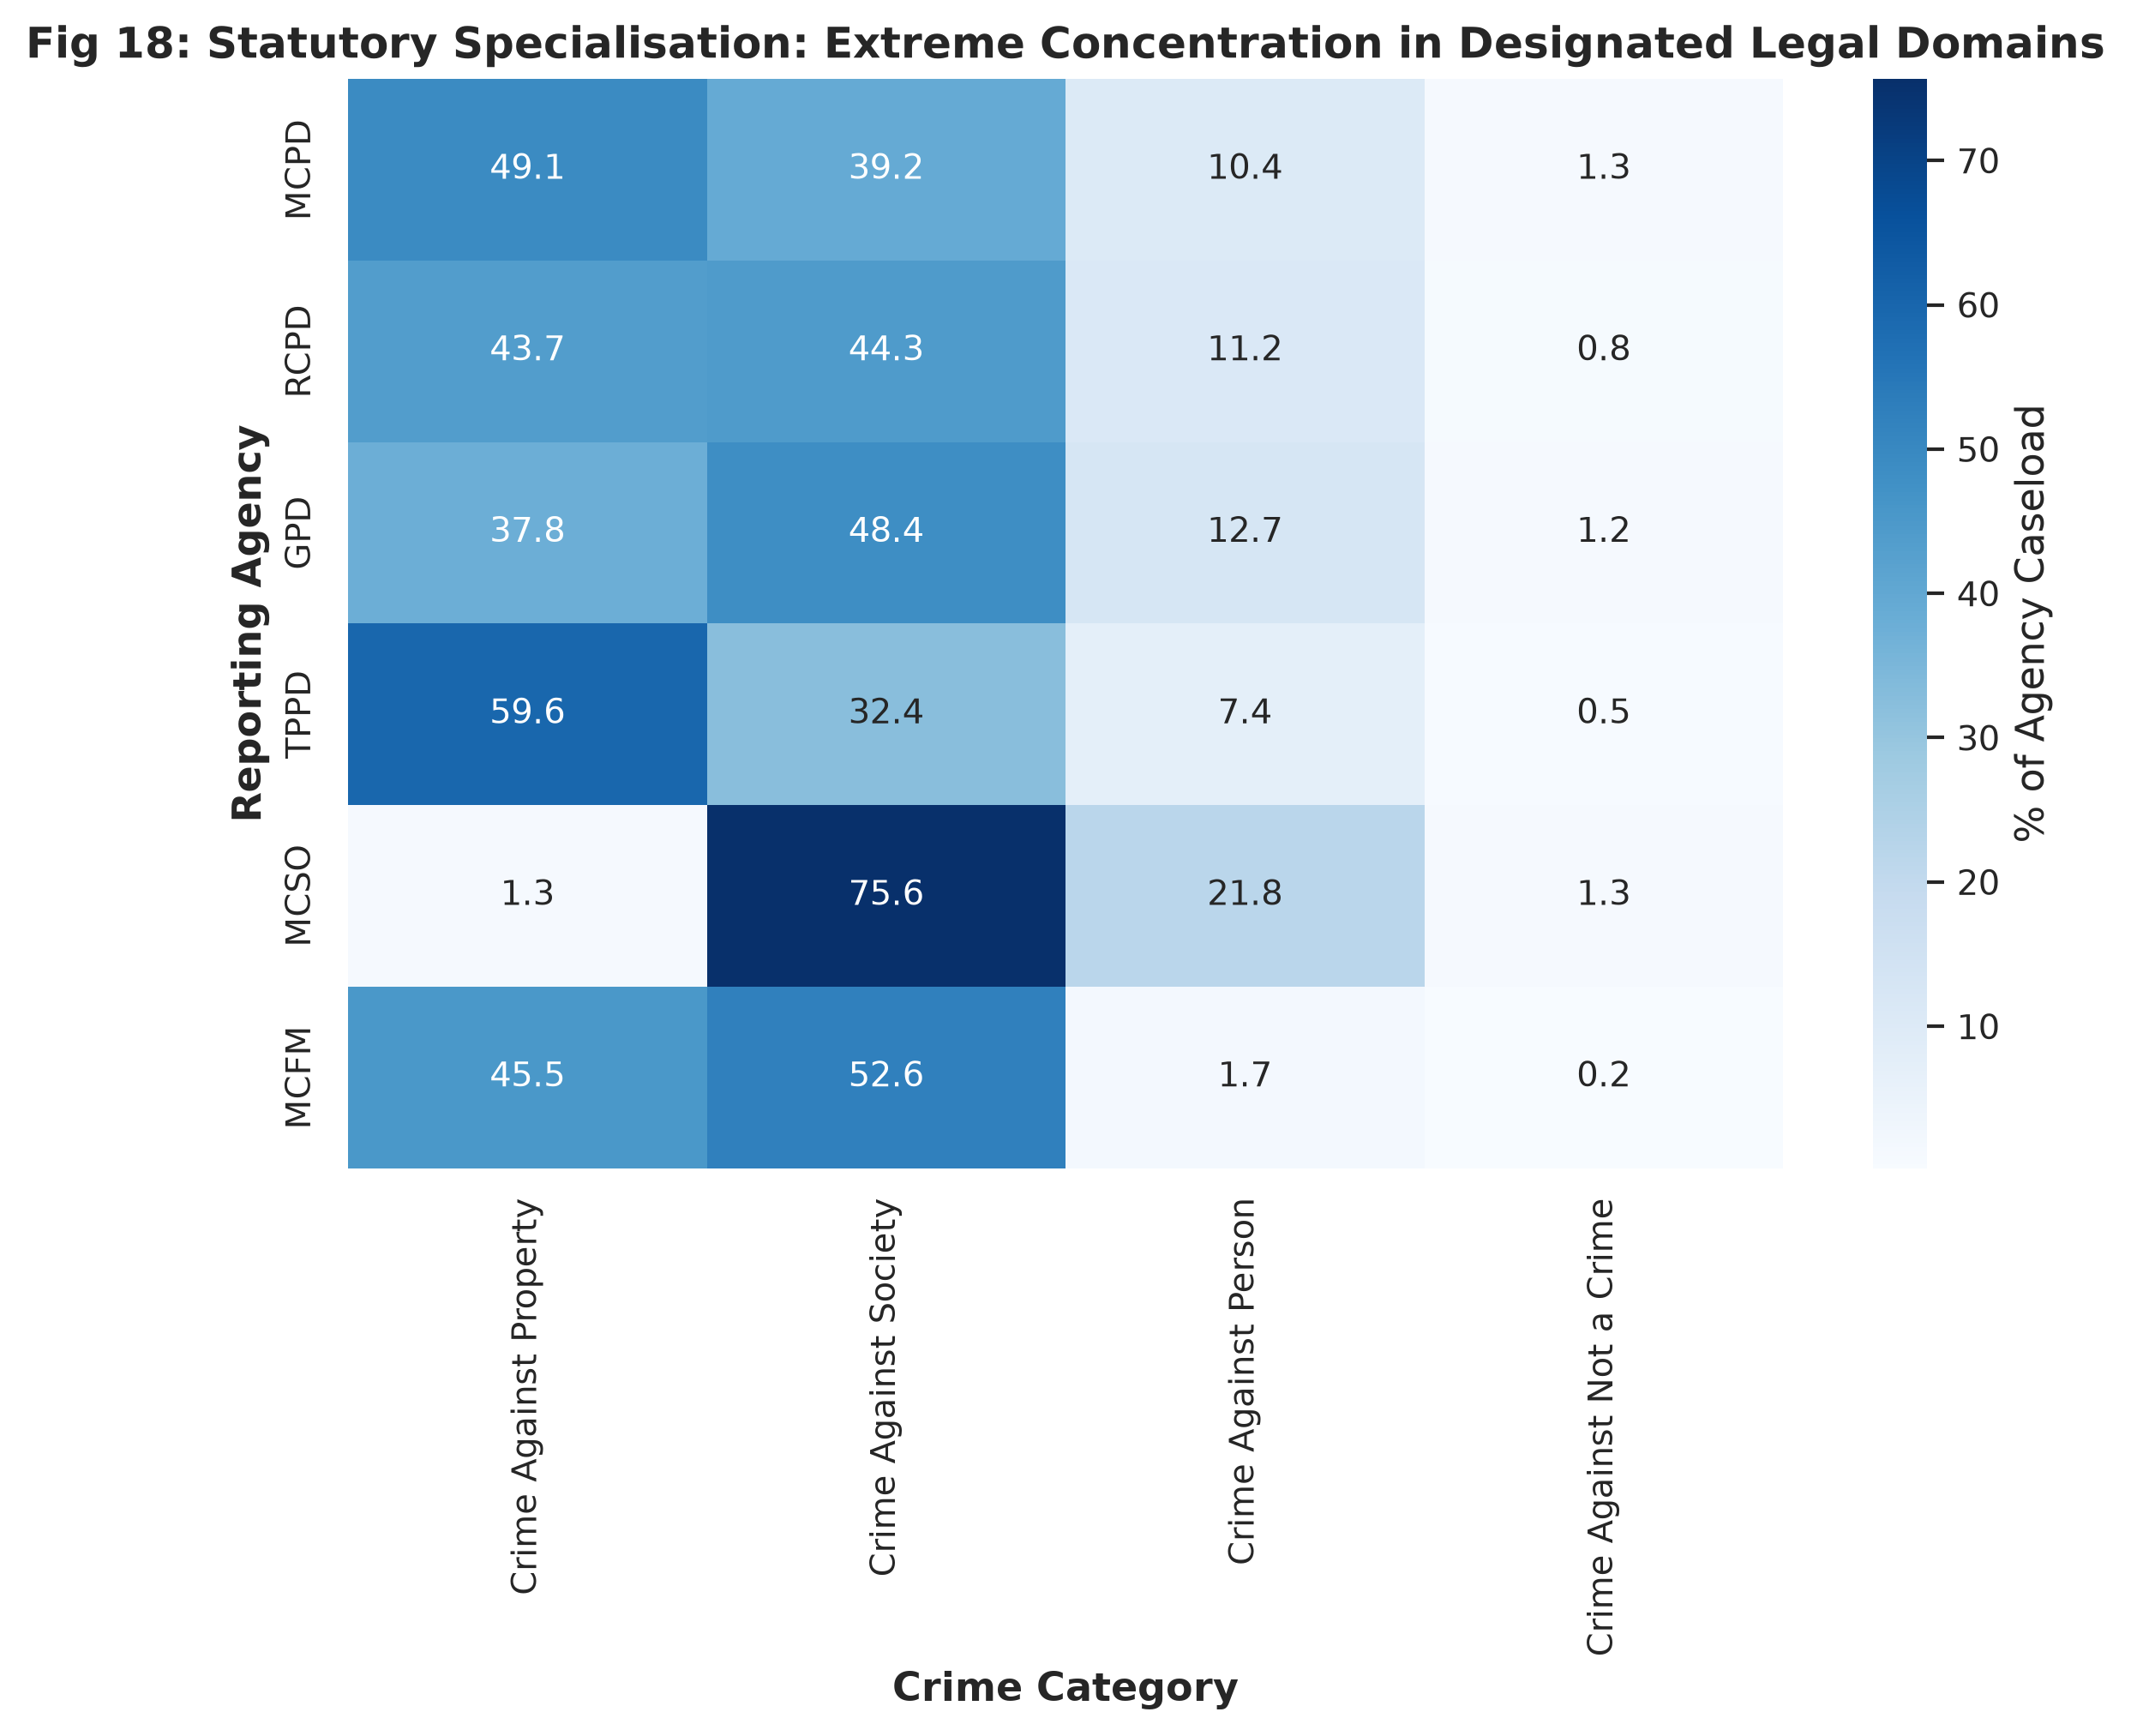 Fig 18: Statutory Specialisation: Extreme Concentration in Designated Legal Domains
Reporting Agency
MCPD
49.1 39.2 10.4 1.3
RCPD
43.7 44.3 11.2 0.8
GPD
37.8 48.4 12.7 1.2
TPPD
59.6 32.4 7.4 0.5
MCSO
1.3 75.6 21.8 1.3
MCFM
45.5 52.6 1.7 0.2
Crime Against Property
Crime Against Society
Crime Against Person
Crime Against Not a Crime
Crime Category
70
60
50
40
30
20
10
% of Agency Caseload